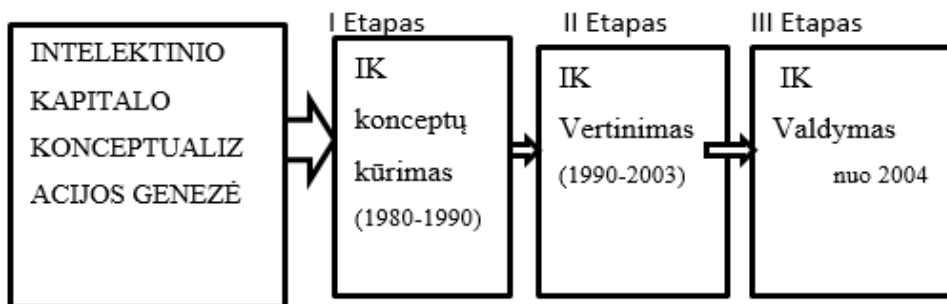 INTELEKTINIO
KAPITALO
KONCEPTUALIZ
ACIJOS GENEZĖ
I Etapas
IK
konceptų
kūrimas
(1980-1990)
II Etapas
IK
Vertinimas
(1990-2003)
III Etapas
IK
Valdymas
nuo 2004